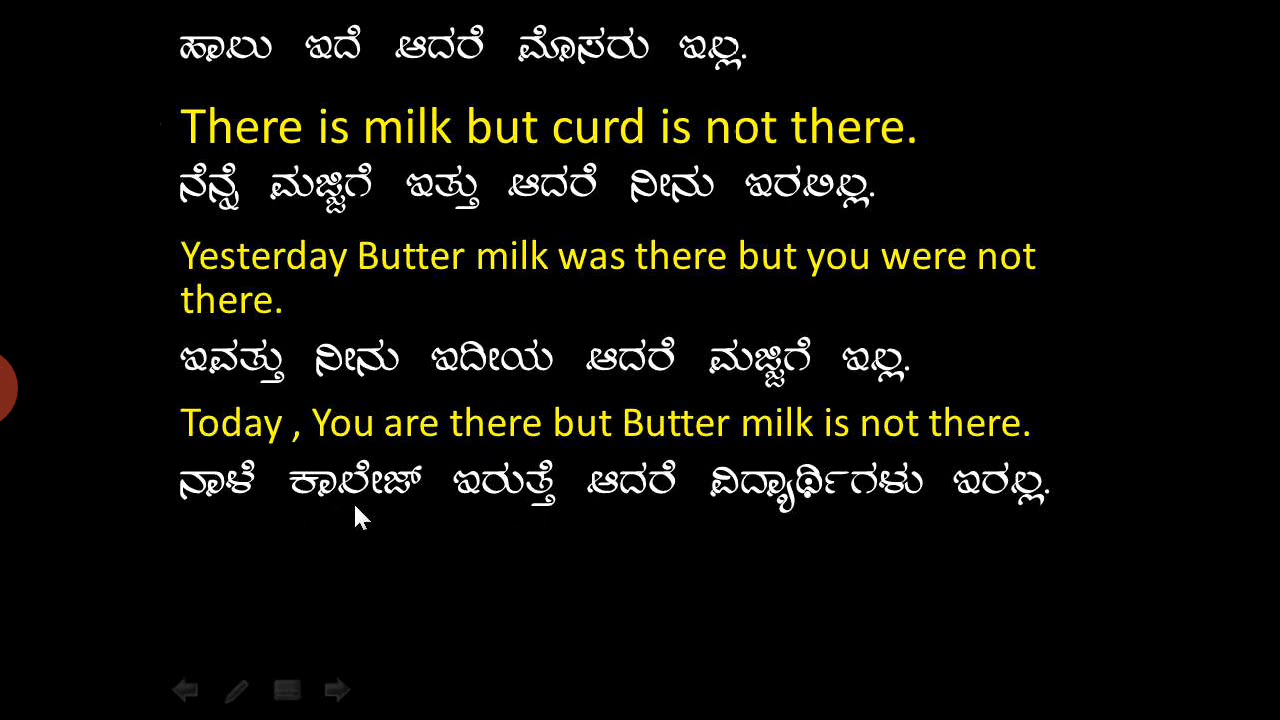 ಹಾಲು ಇದೆ ಆದರೆ ಮೊಸರು ಇಲ್ಲ.
There is milk but curd is not there.
ನೆನ್ನೆ ಮಜ್ಜಿಗೆ ಇತ್ತು ಆದರೆ ನೀನು ಇರಲಿಲ್ಲ.
Yesterday Butter milk was there but you were not
there.
ಇವತ್ತು ನೀನು ಇದೀಯ ಆದರೆ ಮಜ್ಜಿಗೆ ಇಲ್ಲ.
Today , You are there but Butter milk is not there.
ನಾಳೆ ಕಾಲೇಜ್ ಇರುತ್ತೆ ಆದರೆ ವಿದ್ಯಾರ್ಥಿಗಳು ಇರಲ್ಲ.